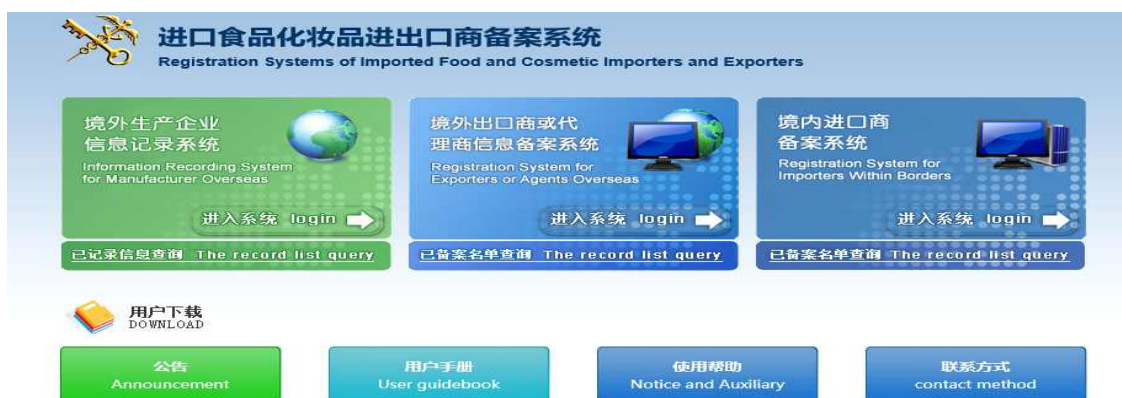 进口食品化妆品进出口商备案系统
Registration Systems of Imported Food and Cosmetic Importers and Exporters
境外生产企业
信息记录系统
Information Recording System
for Manufacturer Overseas
进入系统 login
已记录信息查询 The record list query
境外出口商或代
理商信息备案系统
Registration System for
Exporters or Agents Overseas
进入系统 login
已备案名单查询 The record list query
境内进口商
备案系统
Registration System for
Importers Within Borders
进入系统 login
已备案名单查询 The record list query
用户下载
DOWNLOAD
公告
Announcement
用户手册
User guidebook
使用帮助
Notice and Auxiliary
联系方式
contact method